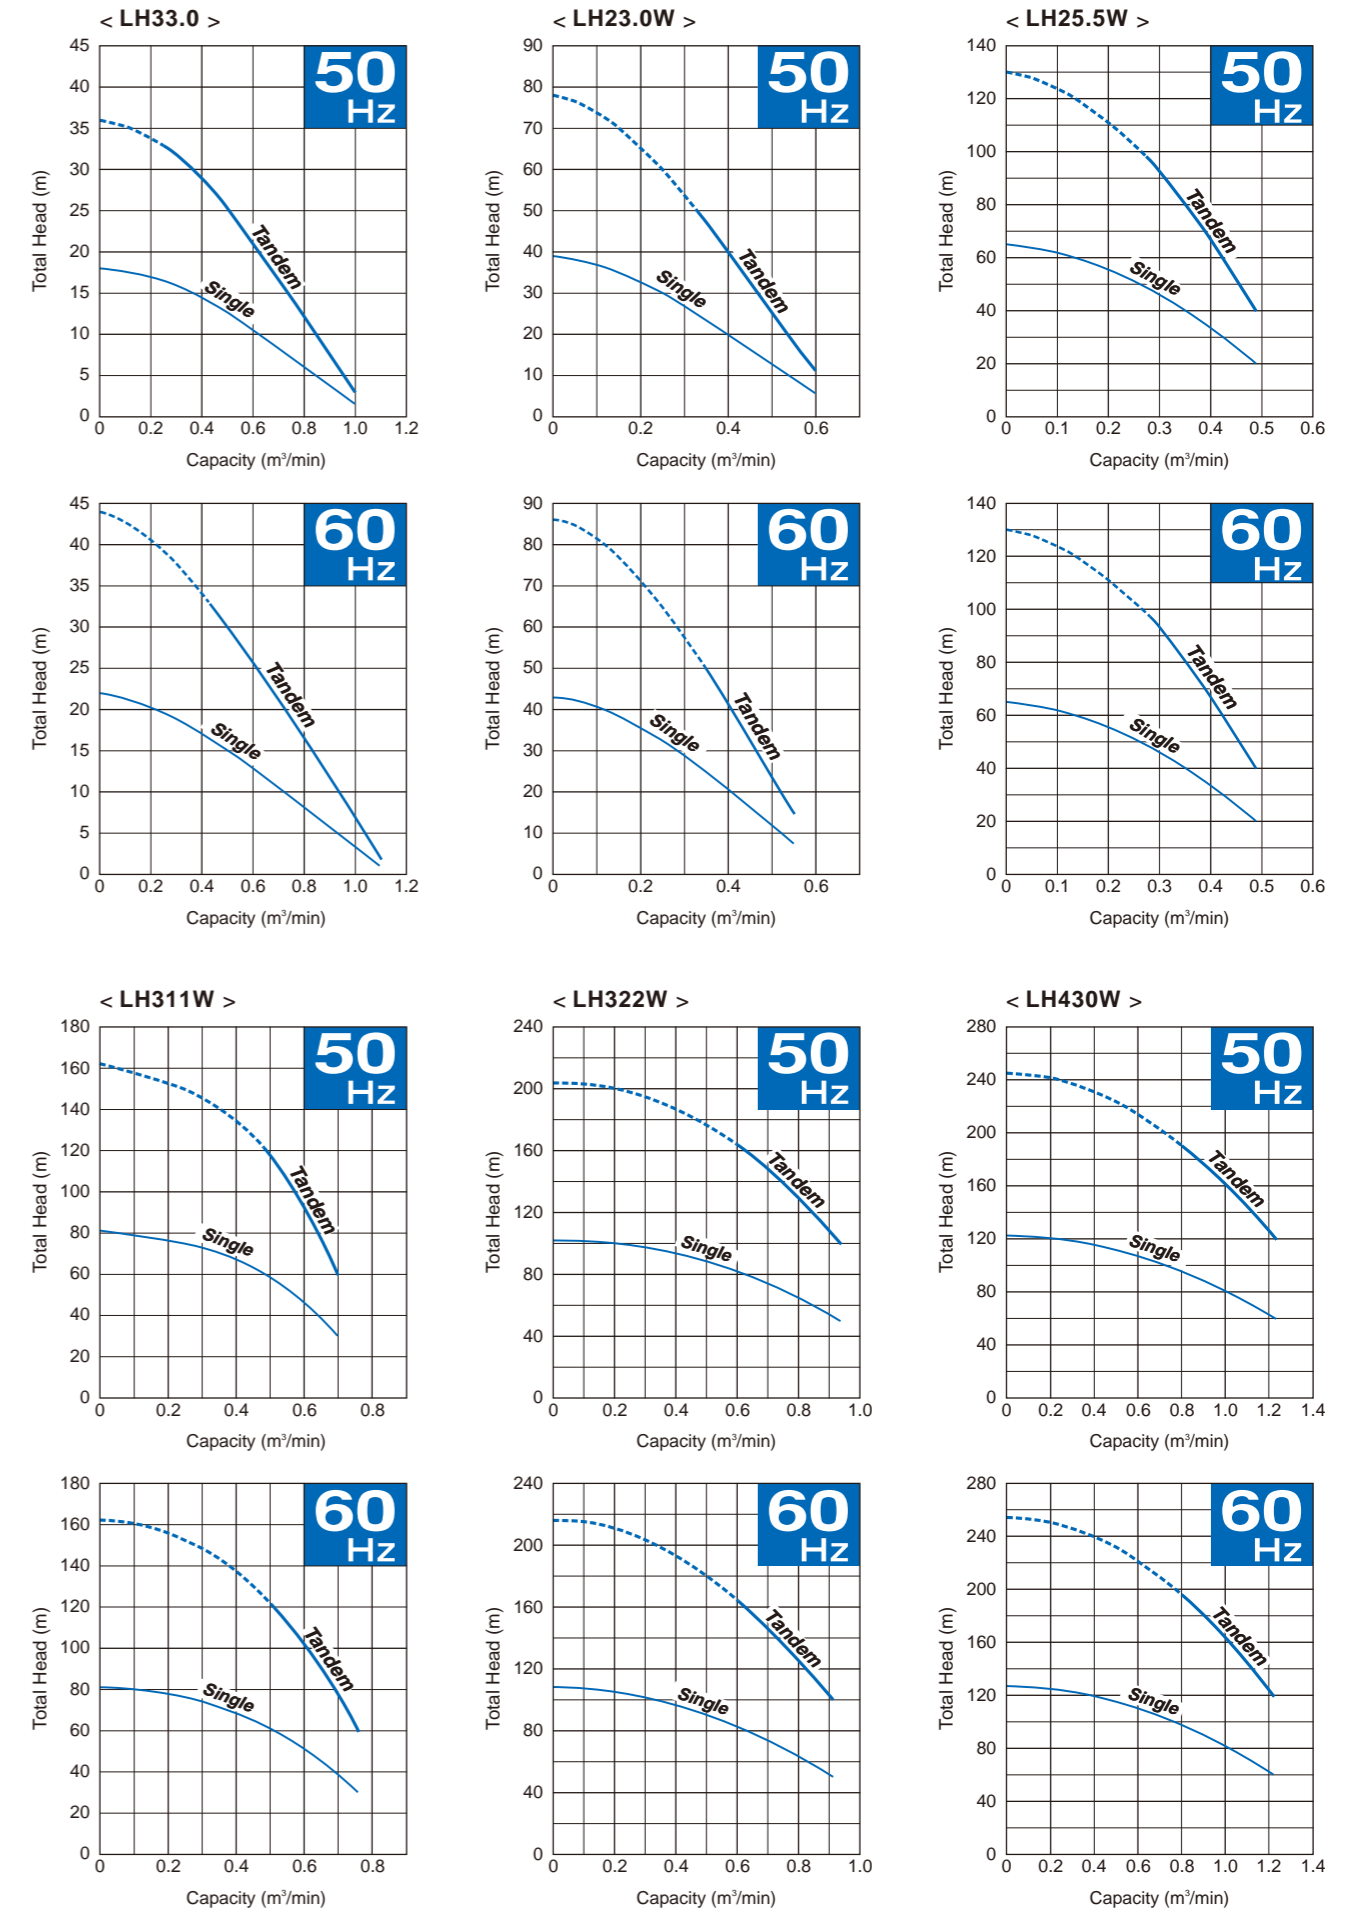 < LH33.0 >
< LH23.0W >
< LH25.5W >
50
Hz
Total Head (m)
45
40
35
30
25
20
15
10
5
0
Tandem
Single
0 0.2 0.4 0.6 0.8 1.0 1.2
Capacity (m³/min)
50
Hz
Total Head (m)
90
80
70
60
50
40
30
20
10
0
Tandem
Single
0 0.2 0.4 0.6
Capacity (m³/min)
50
Hz
Total Head (m)
140
120
100
80
60
40
20
0
Tandem
Single
0 0.1 0.2 0.3 0.4 0.5 0.6
Capacity (m³/min)
60
Hz
Total Head (m)
45
40
35
30
25
20
15
10
5
0
Tandem
Single
0 0.2 0.4 0.6 0.8 1.0 1.2
Capacity (m³/min)
60
Hz
Total Head (m)
90
80
70
60
50
40
30
20
10
0
Tandem
Single
0 0.2 0.4 0.6
Capacity (m³/min)
60
Hz
Total Head (m)
140
120
100
80
60
40
20
0
Tandem
Single
0 0.1 0.2 0.3 0.4 0.5 0.6
Capacity (m³/min)
< LH311W >
< LH322W >
< LH430W >
50
Hz
Total Head (m)
180
160
140
120
100
80
60
40
20
0
Tandem
Single
0 0.2 0.4 0.6 0.8
Capacity (m³/min)
50
Hz
Total Head (m)
240
200
160
120
80
40
0
Tandem
Single
0 0.2 0.4 0.6 0.8 1.0
Capacity (m³/min)
50
Hz
Total Head (m)
280
240
200
160
120
80
40
0
Tandem
Single
0 0.2 0.4 0.6 0.8 1.0 1.2 1.4
Capacity (m³/min)
60
Hz
Total Head (m)
180
160
140
120
100
80
60
40
20
0
Tandem
Single
0 0.2 0.4 0.6 0.8
Capacity (m³/min)
60
Hz
Total Head (m)
240
200
160
120
80
40
0
Tandem
Single
0 0.2 0.4 0.6 0.8 1.0
Capacity (m³/min)
60
Hz
Total Head (m)
280
240
200
160
120
80
40
0
Tandem
Single
0 0.2 0.4 0.6 0.8 1.0 1.2 1.4
Capacity (m³/min)